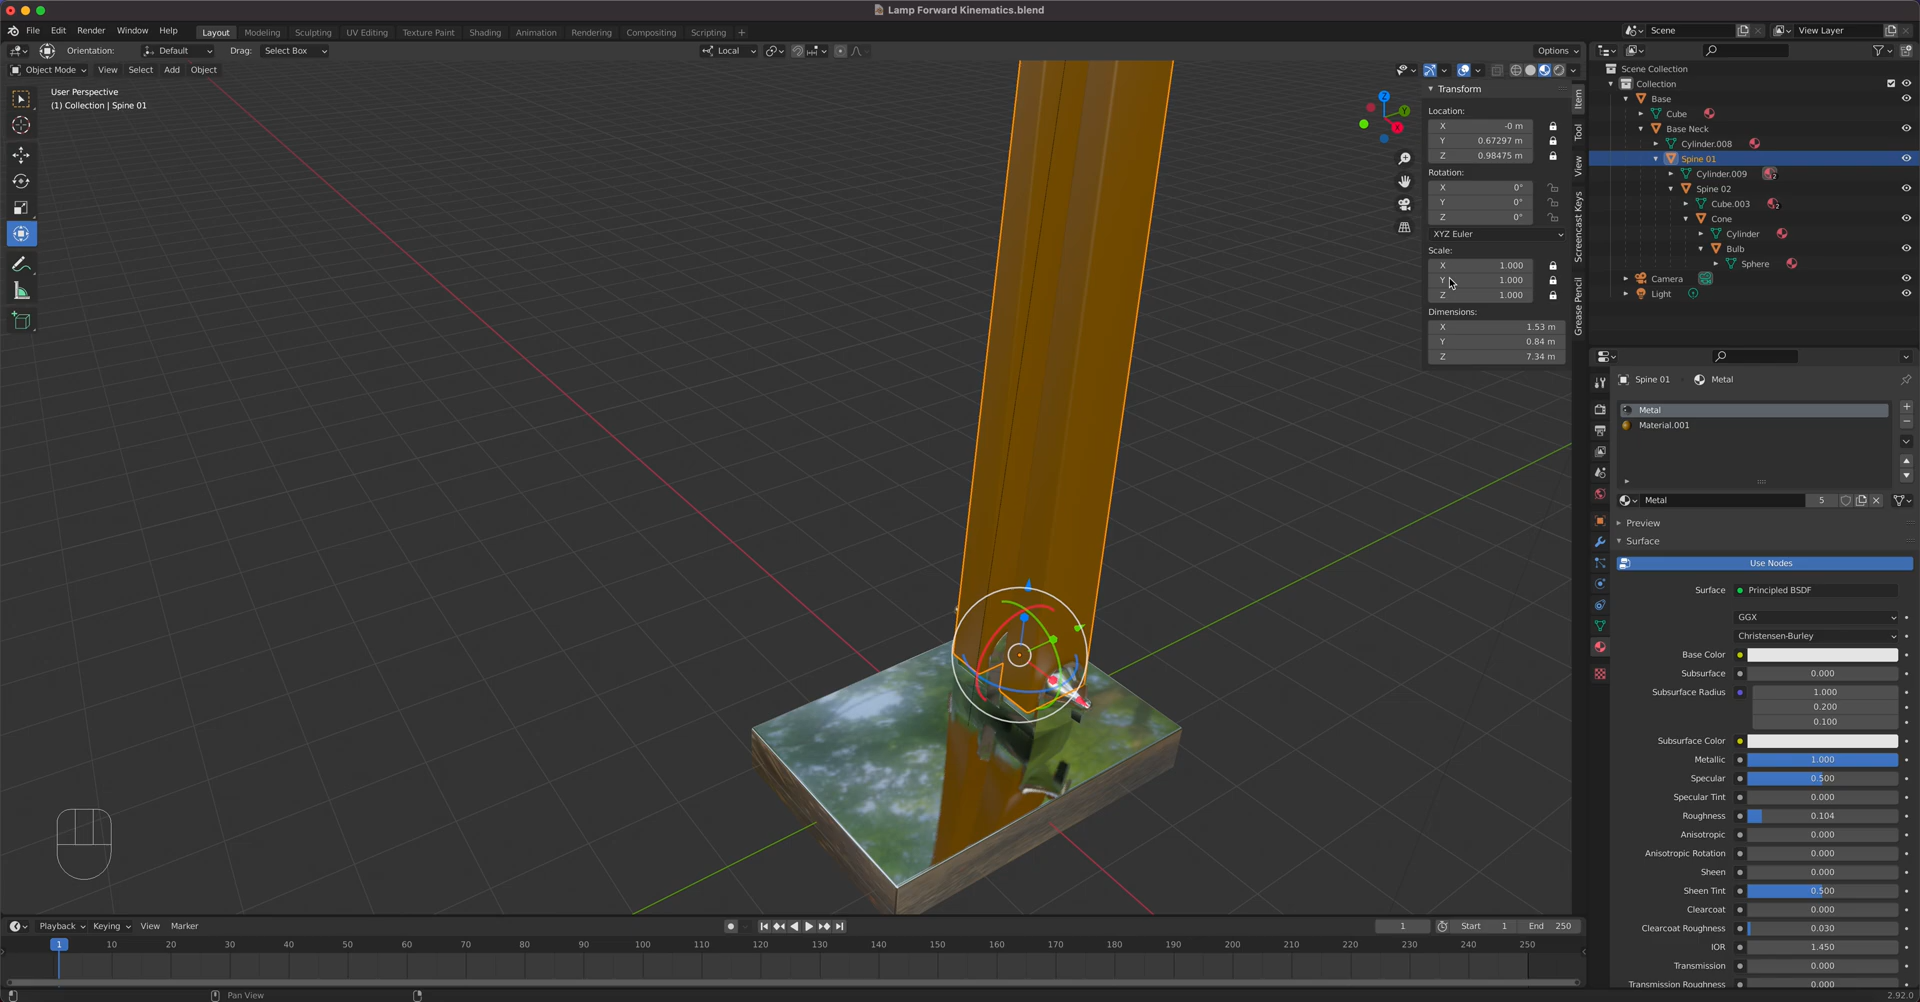 Lamp Forward Kinematics.blend
File Edit Render Window Help Layout Modeling Sculpting UV Editing Texture Paint Shading Animation Rendering Compositing Scripting + Scene View Layer
Orientation: Default Drag: Select Box Local Options
Object Mode View Select Add Object
User Perspective
(1) Collection | Spine 01
Z
Y
X
Transform
Location:
X -0 m
Y 0.67297 m
Z 0.98475 m
Rotation:
X 0°
Y 0°
Z 0°
XYZ Euler
Scale:
X 1.000
Y 1.000
Z 1.000
Dimensions:
X 1.53 m
Y 0.84 m
Z 7.34 m
Item
Tool
View
Screencast Keys
Grease Pencil
Scene Collection
Collection
Base
Cube
Base Neck
Cylinder.008
Spine 01
Cylinder.009 2
Spine 02
Cube.003 2
Cone
Cylinder
Bulb
Sphere
Camera
Light
Spine 01 Metal
Metal
Material.001
Metal 5
Preview
Surface
Use Nodes
Surface Principled BSDF
GGX
Christensen-Burley
Base Color
Subsurface 0.000
Subsurface Radius 1.000
0.200
0.100
Subsurface Color
Metallic 1.000
Specular 0.500
Specular Tint 0.000
Roughness 0.104
Anisotropic 0.000
Anisotropic Rotation 0.000
Sheen 0.000
Sheen Tint 0.500
Clearcoat 0.000
Clearcoat Roughness 0.030
IOR 1.450
Transmission 0.000
Transmission Roughness 0.000
Playback Keying View Marker 1 Start 1 End 250
1 10 20 30 40 50 60 70 80 90 100 110 120 130 140 150 160 170 180 190 200 210 220 230 240 250
Pan View 2.92.0